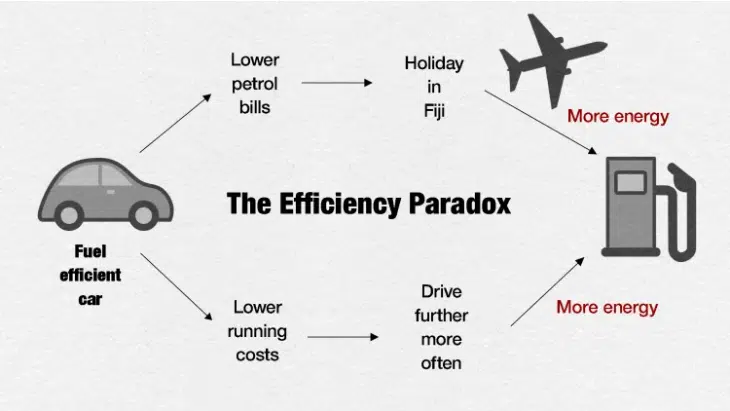 Lower
petrol
bills
Holiday
in
Fiji
More energy
The Efficiency Paradox
Fuel
efficient
car
Lower
running
costs
Drive
further
more
often
More energy